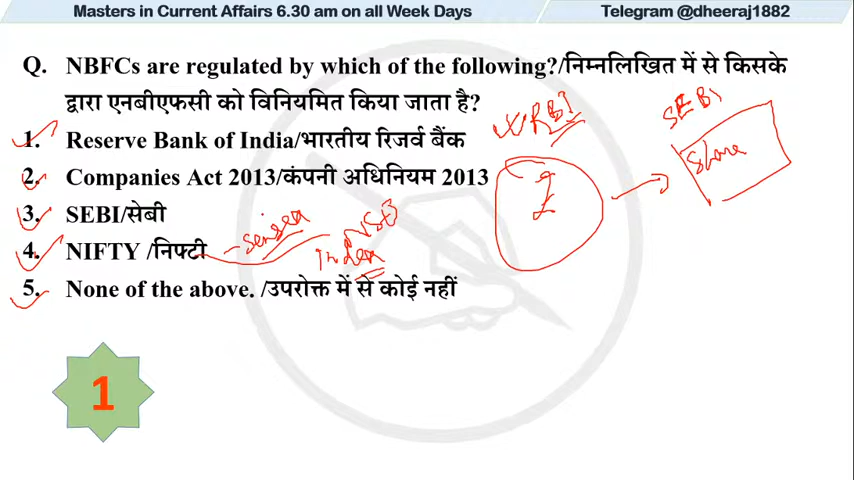 Masters in Current Affairs 6.30 am on all Week Days
Telegram @dheeraj1882
Q. NBFCs are regulated by which of the following?/निम्नलिखित में से किसके
द्वारा एनबीएफसी को विनियमित किया जाता है?
1. Reserve Bank of India/भारतीय रिजर्व बैंक
2. Companies Act 2013/कंपनी अधिनियम 2013
3. SEBI/सेबी
4. NIFTY /निफ्टी
5. None of the above. /उपरोक्त में से कोई नहीं
RBI
SEBI
Share
Sensex
Index
1